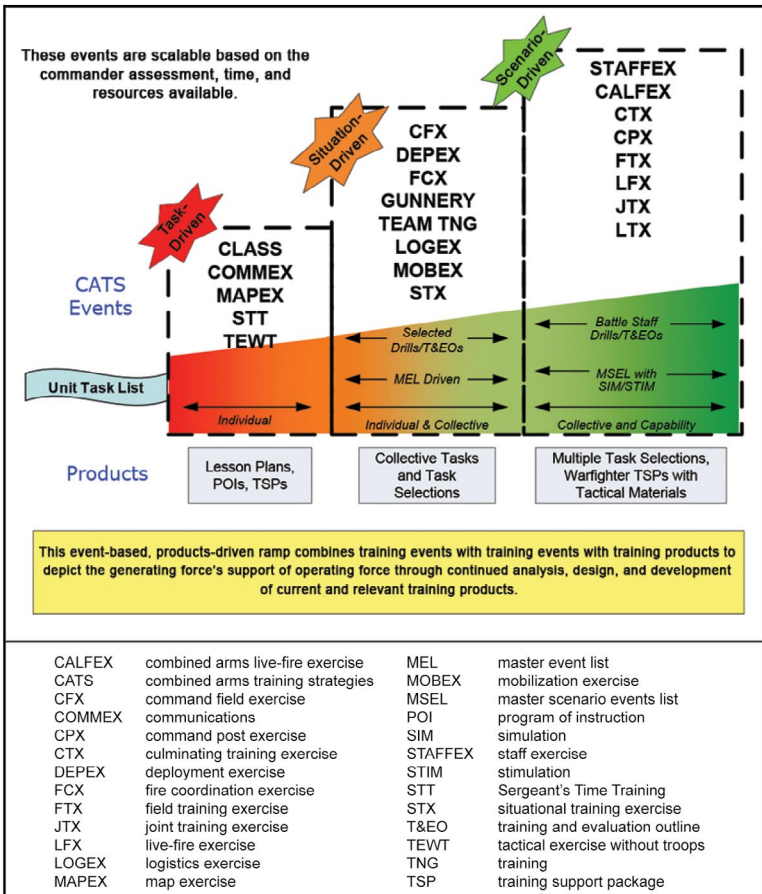 These events are scalable based on the
commander assessment, time, and
resources available.
Task-
Driven
CLASS
COMMEX
MAPEX
STT
TEWT
Situation-
Driven
CFX
DEPEX
FCX
GUNNERY
TEAM TNG
LOGEX
MOBEX
STX
Scenario-
Driven
STAFFEX
CALFEX
CTX
CPX
FTX
LFX
JTX
LTX
CATS
Events
Unit Task List
Individual
Selected
Drills/T&EOs
MEL Driven
Individual & Collective
Battle Staff
Drills/T&EOs
MSEL with
SIM/STIM
Collective and Capability
Products
Lesson Plans,
POIs, TSPs
Collective Tasks
and Task
Selections
Multiple Task Selections,
Warfighter TSPs with
Tactical Materials
This event-based, products-driven ramp combines training events with training events with training products to
depict the generating force's support of operating force through continued analysis, design, and development
of current and relevant training products.
CALFEX combined arms live-fire exercise
CATS combined arms training strategies
CFX command field exercise
COMMEX communications
CPX command post exercise
CTX culminating training exercise
DEPEX deployment exercise
FCX fire coordination exercise
FTX field training exercise
JTX joint training exercise
LFX live-fire exercise
LOGEX logistics exercise
MAPEX map exercise
MEL master event list
MOBEX mobilization exercise
MSEL master scenario events list
POI program of instruction
SIM simulation
STAFFEX staff exercise
STIM stimulation
STT Sergeant's Time Training
STX situational training exercise
T&EO training and evaluation outline
TEWT tactical exercise without troops
TNG training
TSP training support package